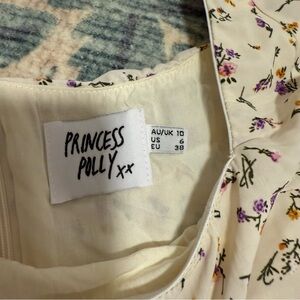 PRINCESS
POLLY xx
AU/UK 10
US 6
EU 38